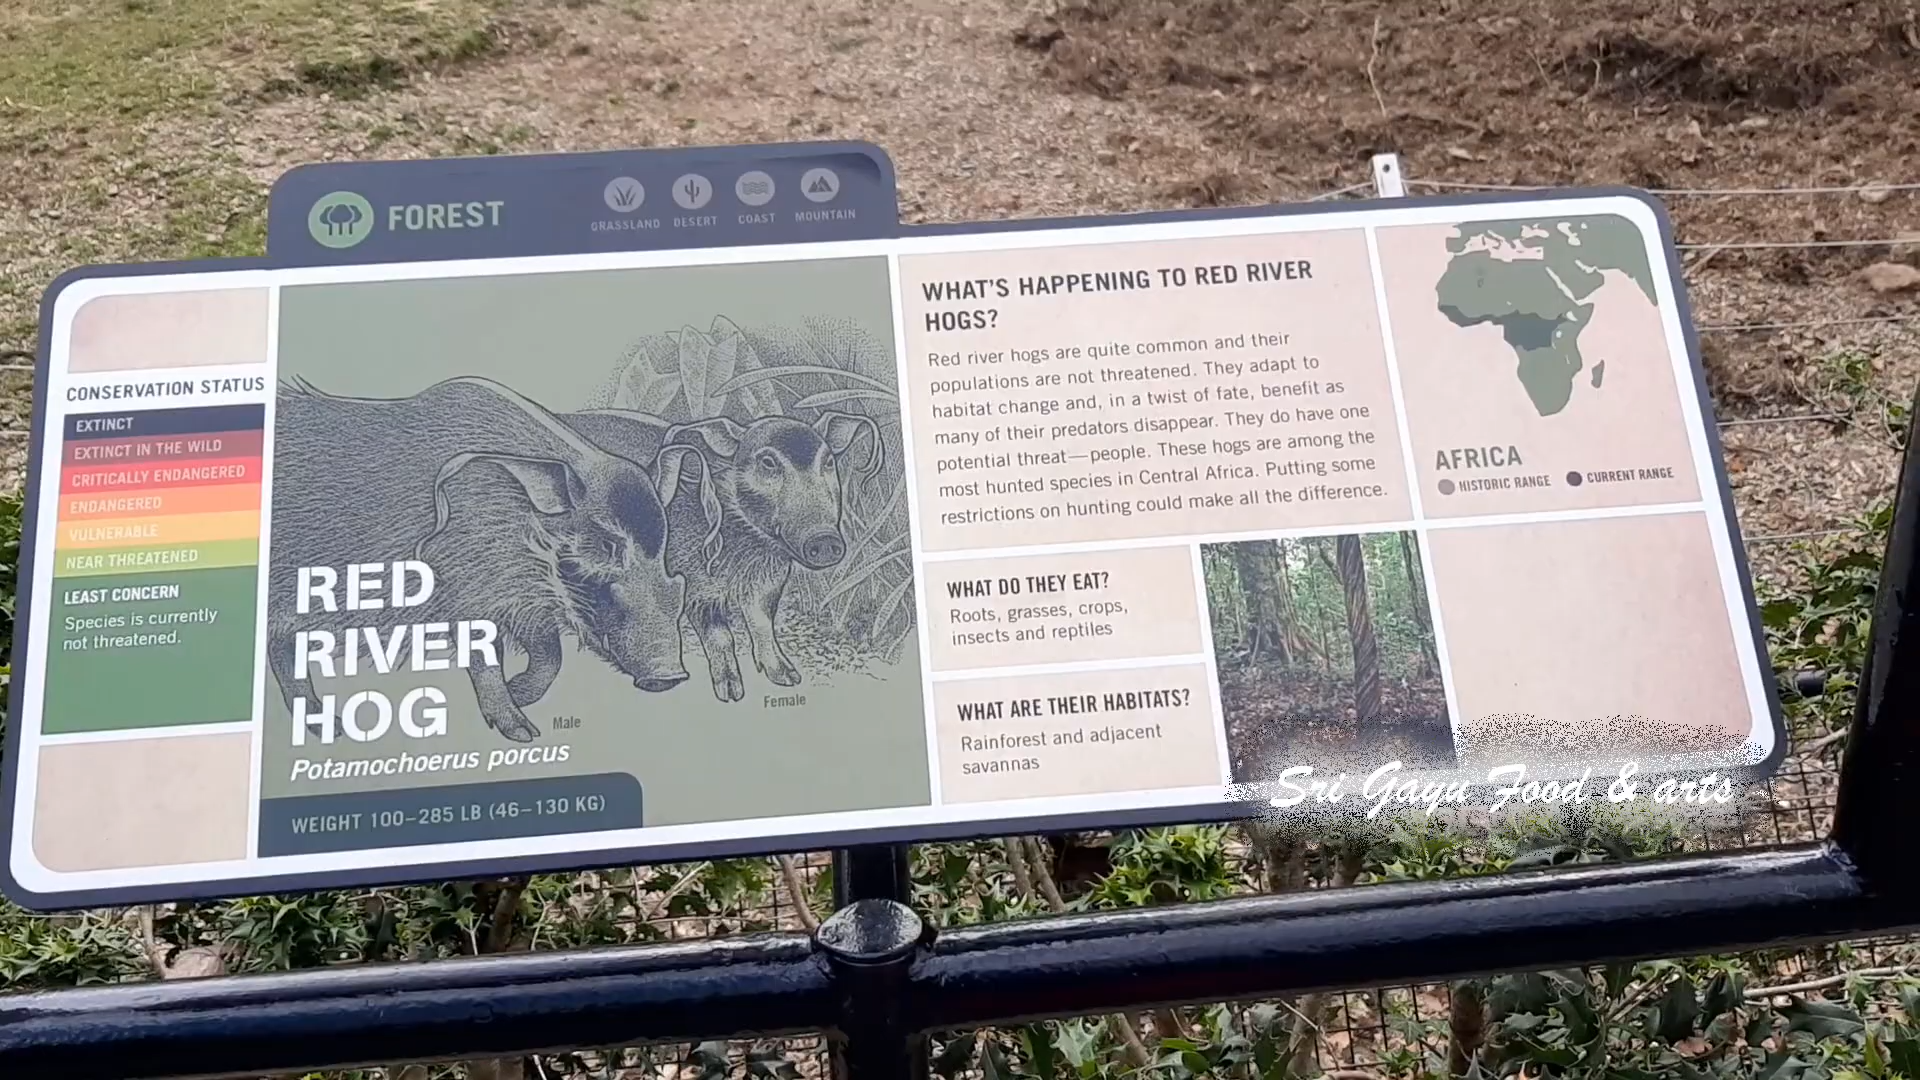 FOREST
GRASSLAND
DESERT
COAST
MOUNTAIN
CONSERVATION STATUS
EXTINCT
EXTINCT IN THE WILD
CRITICALLY ENDANGERED
ENDANGERED
VULNERABLE
NEAR THREATENED
LEAST CONCERN
Species is currently
not threatened.
RED
RIVER
HOG
Potamochoerus porcus
WEIGHT 100–285 LB (46–130 KG)
Male
Female
WHAT'S HAPPENING TO RED RIVER
HOGS?
Red river hogs are quite common and their
populations are not threatened. They adapt to
habitat change and, in a twist of fate, benefit as
many of their predators disappear. They do have one
potential threat—people. These hogs are among the
most hunted species in Central Africa. Putting some
restrictions on hunting could make all the difference.
WHAT DO THEY EAT?
Roots, grasses, crops,
insects and reptiles
WHAT ARE THEIR HABITATS?
Rainforest and adjacent
savannas
AFRICA
HISTORIC RANGE
CURRENT RANGE
Sri Gayu Food & arts